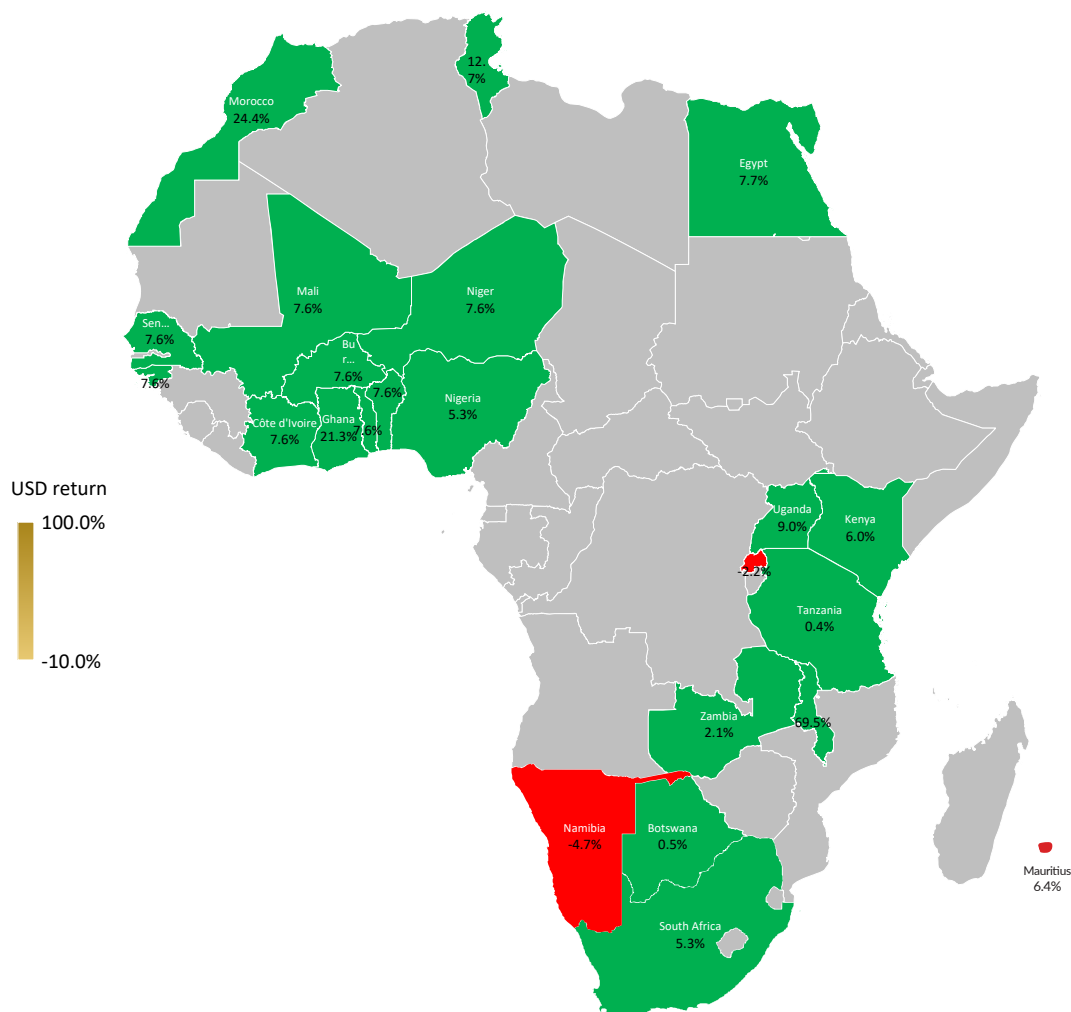 12.
7%
Morocco
24.4%
Egypt
7.7%
Mali
7.6%
Niger
7.6%
Sen...
7.6%
Bu
r...
7.6%
7.6%
7.6%
Nigeria
5.3%
Côte d'Ivoire
7.6%
Ghana
21.3%
7.6%
USD return
100.0%
-10.0%
Uganda
9.0%
Kenya
6.0%
-2.2%
Tanzania
0.4%
Zambia
2.1%
69.5%
Namibia
-4.7%
Botswana
0.5%
Mauritius
6.4%
South Africa
5.3%